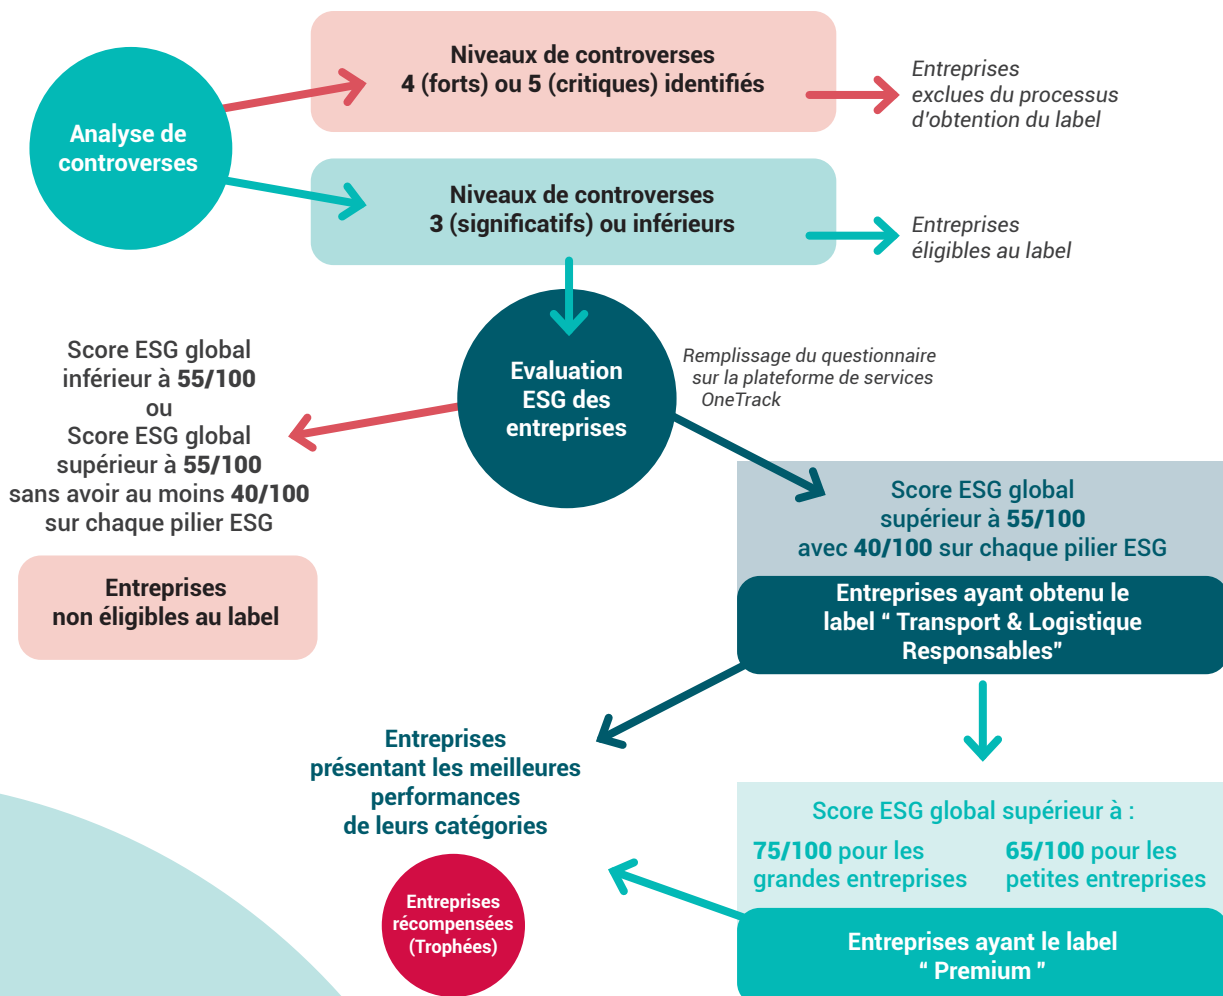 Analyse de
controverses
Niveaux de controverses
4 (forts) ou 5 (critiques) identifiés
Entreprises
exclues du processus
d'obtention du label
Niveaux de controverses
3 (significatifs) ou inférieurs
Entreprises
éligibles au label
Evaluation
ESG des
entreprises
Remplissage du questionnaire
sur la plateforme de services
OneTrack
Score ESG global
inférieur à 55/100
ou
Score ESG global
supérieur à 55/100
sans avoir au moins 40/100
sur chaque pilier ESG
Entreprises
non éligibles au label
Score ESG global
supérieur à 55/100
avec 40/100 sur chaque pilier ESG
Entreprises ayant obtenu le
label “ Transport & Logistique
Responsables”
Entreprises
présentant les meilleures
performances
de leurs catégories
Entreprises
récompensées
(Trophées)
Score ESG global supérieur à :
75/100 pour les
grandes entreprises
65/100 pour les
petites entreprises
Entreprises ayant le label
“ Premium ”